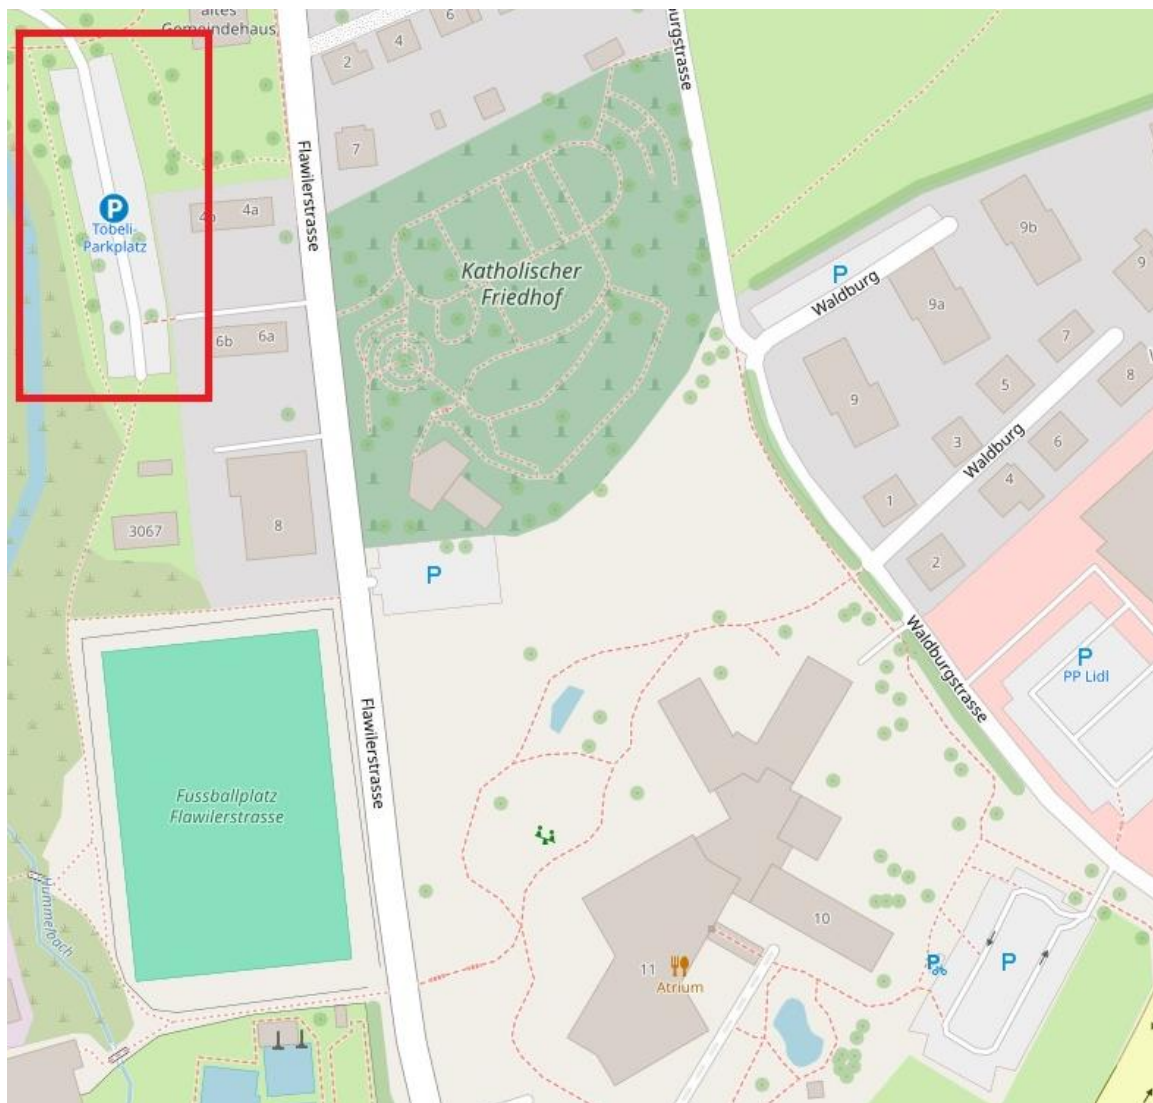 altes
Gemeindehaus
6
4
2
burgstrasse
Flawilerstrasse
7
4a
P
Töbeli-
Parkplatz
Katholischer
Friedhof
9b
9
P
Waldburg
9a
6b
6a
7
8
5
9
3
6
Waldburg
4
1
2
8
3067
P
Waldburgstrasse
P
PP Lidl
Flawilerstrasse
Fussballplatz
Flawilerstrasse
Hummelbach
10
11
Atrium
P
P